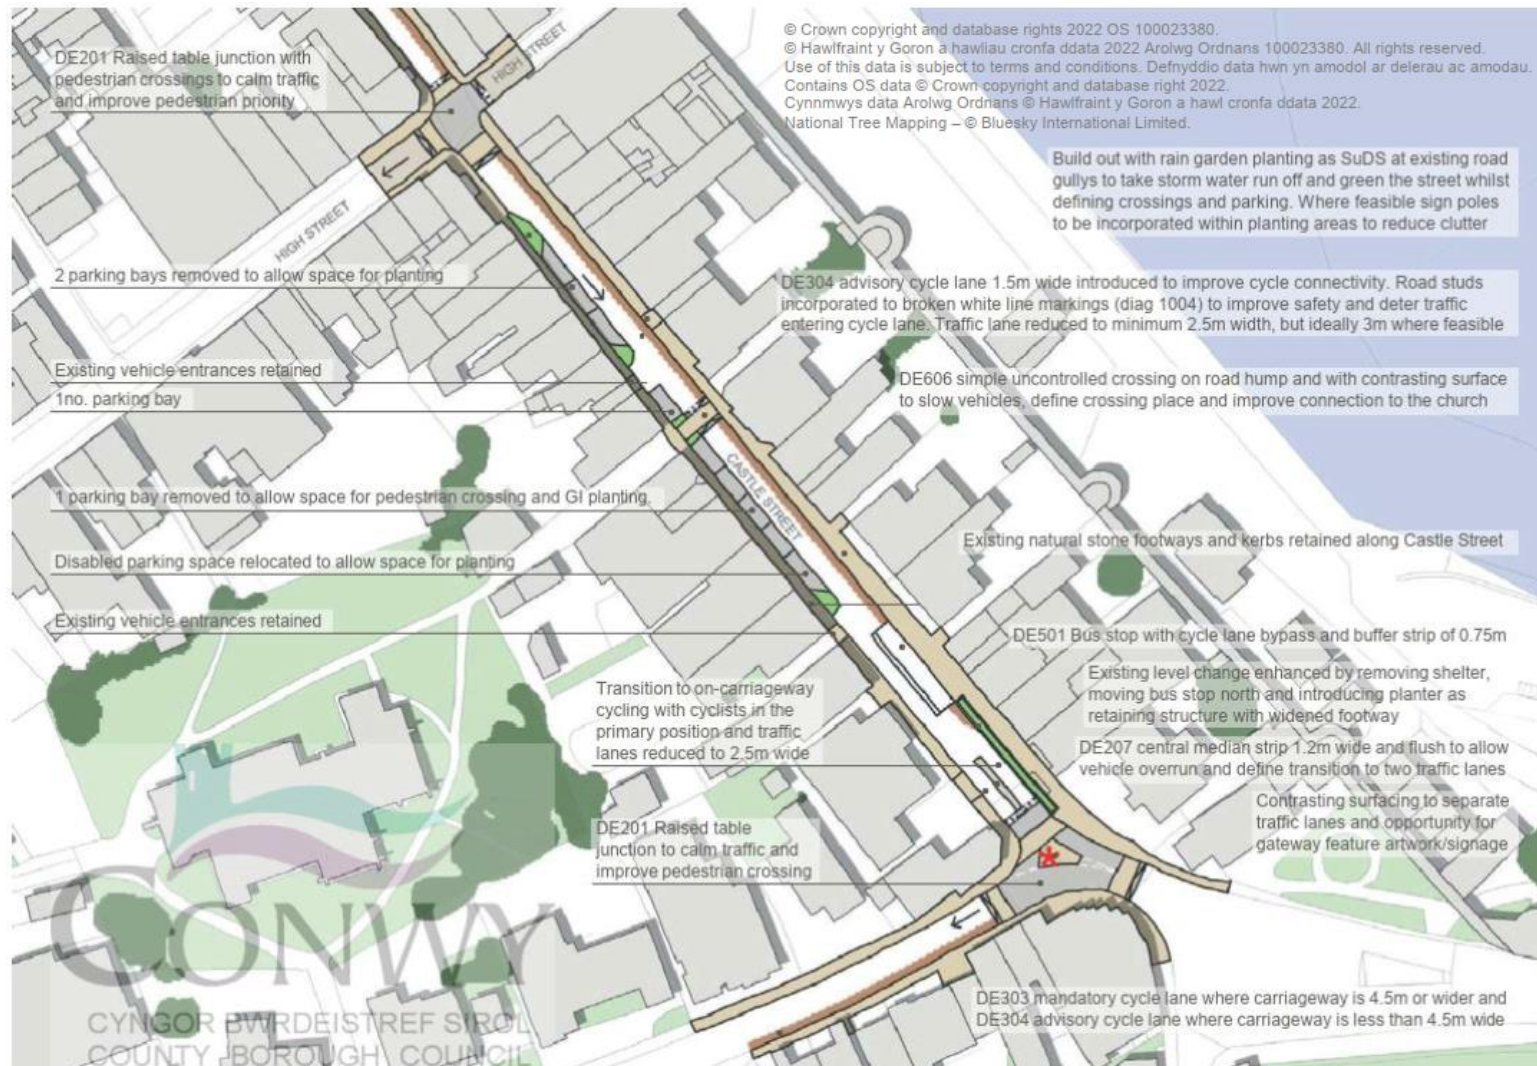 © Crown copyright and database rights 2022 OS 100023380.
© Hawlfraint y Goron a hawliau cronfa ddata 2022 Arolwg Ordnans 100023380. All rights reserved.
Use of this data is subject to terms and conditions. Defnyddio data hwn yn amodol ar delerau ac amodau.
Contains OS data © Crown copyright and database right 2022.
Cynnmwys data Arolwg Ordnans © Hawlfraint y Goron a hawl cronfa ddata 2022.
National Tree Mapping – © Bluesky International Limited.
DE201 Raised table junction with
pedestrian crossings to calm traffic
and improve pedestrian priority
HIGH STREET
HIGH STREET
Build out with rain garden planting as SuDS at existing road
gullys to take storm water run off and green the street whilst
defining crossings and parking. Where feasible sign poles
to be incorporated within planting areas to reduce clutter
2 parking bays removed to allow space for planting
DE304 advisory cycle lane 1.5m wide introduced to improve cycle connectivity. Road studs
incorporated to broken white line markings (diag 1004) to improve safety and deter traffic
entering cycle lane. Traffic lane reduced to minimum 2.5m width, but ideally 3m where feasible
Existing vehicle entrances retained
1no. parking bay
DE606 simple uncontrolled crossing on road hump and with contrasting surface
to slow vehicles, define crossing place and improve connection to the church
CASTLE STREET
1 parking bay removed to allow space for pedestrian crossing and GI planting.
Existing natural stone footways and kerbs retained along Castle Street
Disabled parking space relocated to allow space for planting
Existing vehicle entrances retained
DE501 Bus stop with cycle lane bypass and buffer strip of 0.75m
Existing level change enhanced by removing shelter,
moving bus stop north and introducing planter as
retaining structure with widened footway
Transition to on-carriageway
cycling with cyclists in the
primary position and traffic
lanes reduced to 2.5m wide
DE207 central median strip 1.2m wide and flush to allow
vehicle overrun and define transition to two traffic lanes
Contrasting surfacing to separate
traffic lanes and opportunity for
gateway feature artwork/signage
DE201 Raised table
junction to calm traffic and
improve pedestrian crossing
DE303 mandatory cycle lane where carriageway is 4.5m or wider and
DE304 advisory cycle lane where carriageway is less than 4.5m wide
CONWY
CYNGOR BWRDEISTREF SIROL
COUNTY BOROUGH COUNCIL